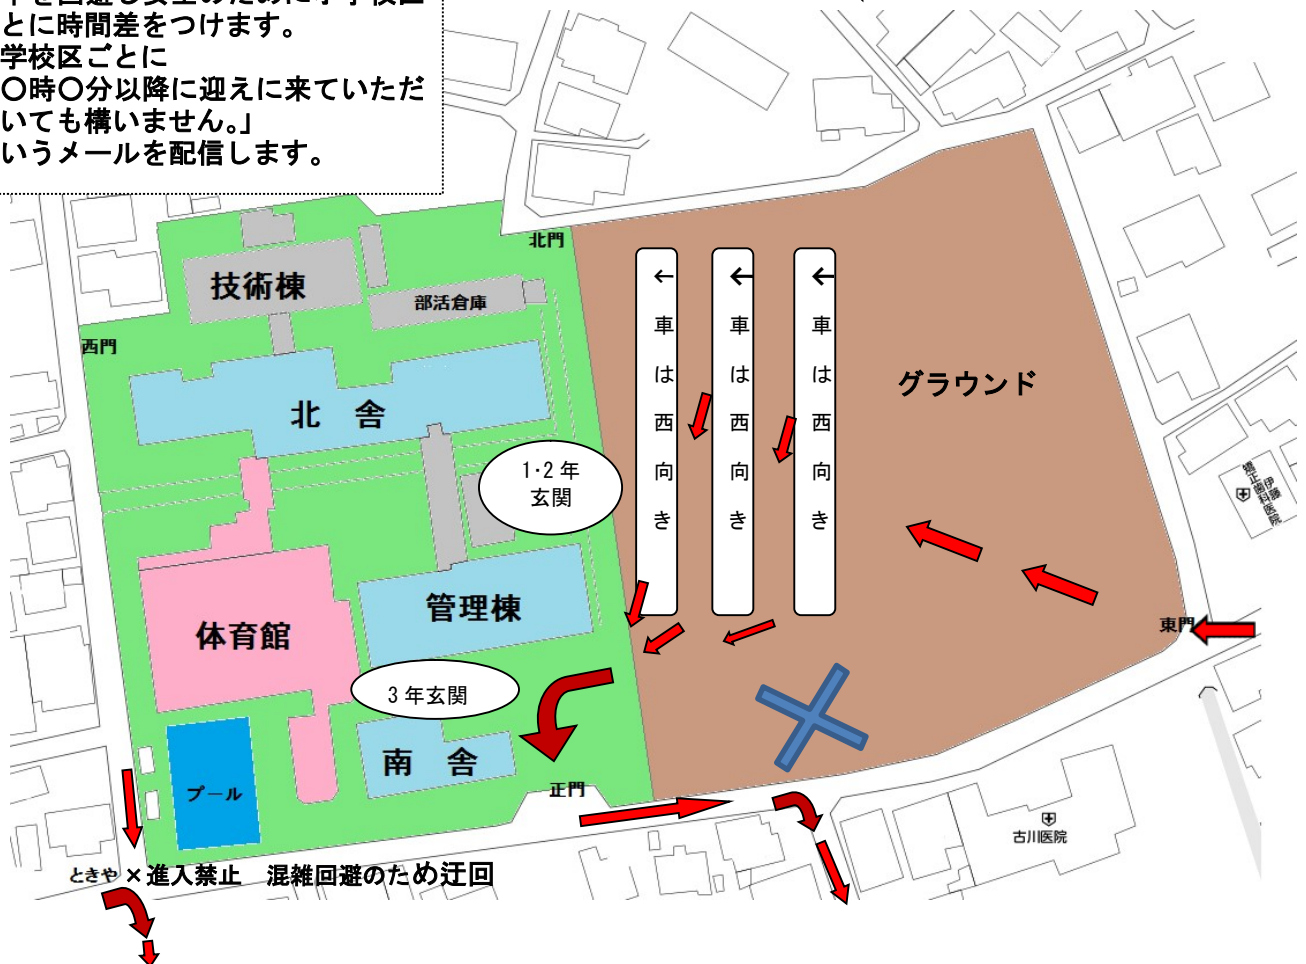 とに時間差をつけます。
学校区ごとに
〇時〇分以降に迎えに来ていただ
いても構いません。」
いうメールを配信します。
北門
技術棟
部活倉庫
西門
北　舎
1・2年
玄関
管理棟
体育館
3年玄関
南　舎
プール
正門
←車は西向き
←車は西向き
←車は西向き
グラウンド
東門
伊藤
矯正歯科医院
古川医院
ときや
×進入禁止　混雑回避のため迂回